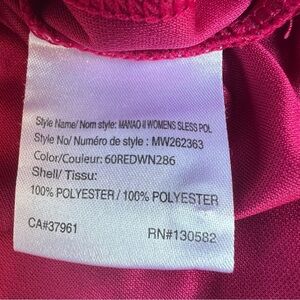 Style Name/ Nom style: MANAO II WOMENS SLESS POL
Style No/ Numéro de style : MW262363
Color/Couleur: 60REDWN286
Shell/ Tissu:
100% POLYESTER / 100% POLYESTER
CA#37961 RN#130582